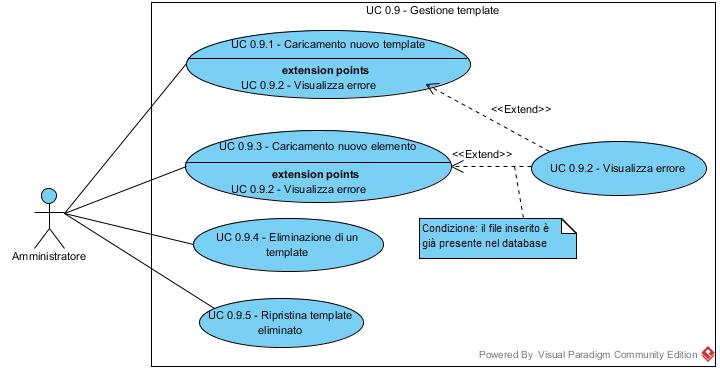 UC 0.9 - Gestione template
UC 0.9.1 - Caricamento nuovo template
extension points
UC 0.9.2 - Visualizza errore
<<Extend>>
UC 0.9.3 - Caricamento nuovo elemento
extension points
UC 0.9.2 - Visualizza errore
<<Extend>>
UC 0.9.2 - Visualizza errore
Condizione: il file inserito è
già presente nel database
Amministratore
UC 0.9.4 - Eliminazione di un
template
UC 0.9.5 - Ripristina template
eliminato
Powered By Visual Paradigm Community Edition